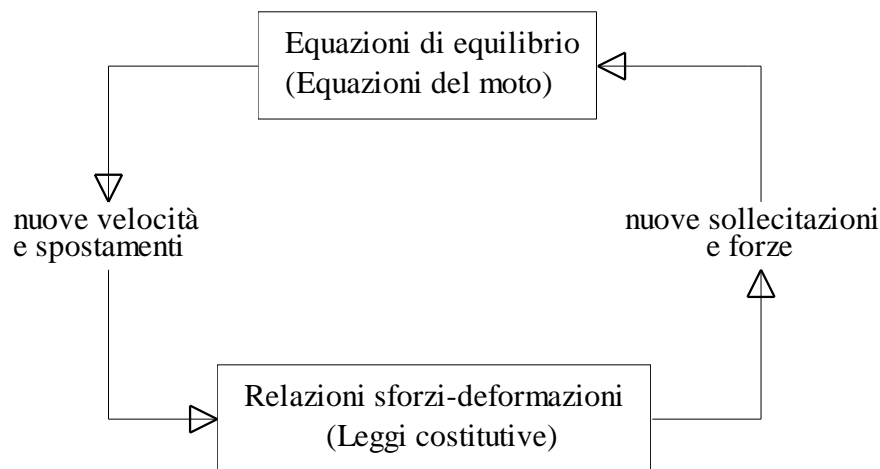 Equazioni di equilibrio
(Equazioni del moto)
nuove velocità
e spostamenti
nuove sollecitazioni
e forze
Relazioni sforzi-deformazioni
(Leggi costitutive)